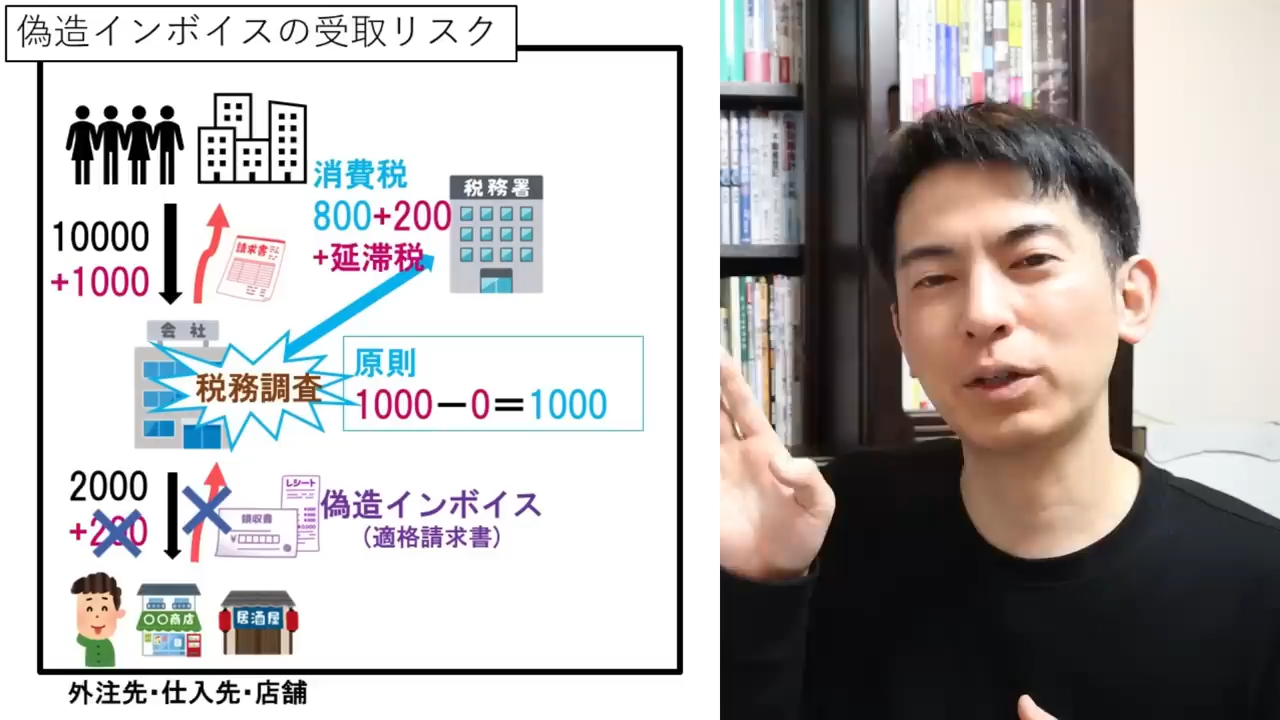 偽造インボイスの受取リスク
消費税
800+200
+延滞税
税務署
10000
+1000
請求書
会社
税務調査
原則
1000－0＝1000
2000
+200
レシート
領収書
¥
偽造インボイス
(適格請求書)
〇〇商店
居酒屋
外注先・仕入先・店舗